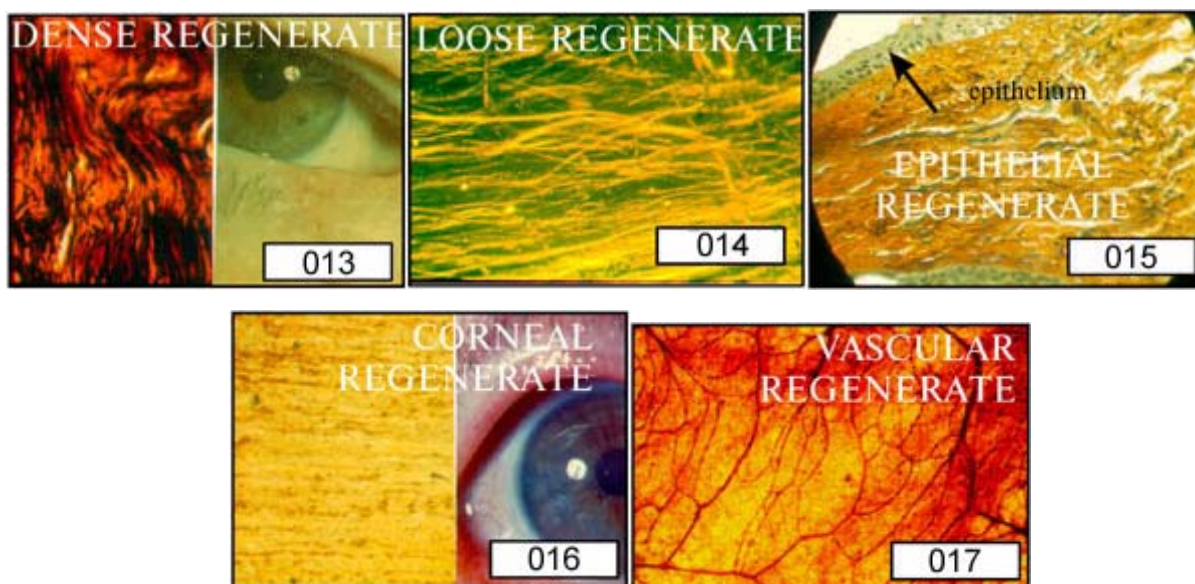 DENSE REGENERATE
013
LOOSE REGENERATE
014
epithelium
EPITHELIAL
REGENERATE
015
CORNEAL
REGENERATE
016
VASCULAR
REGENERATE
017